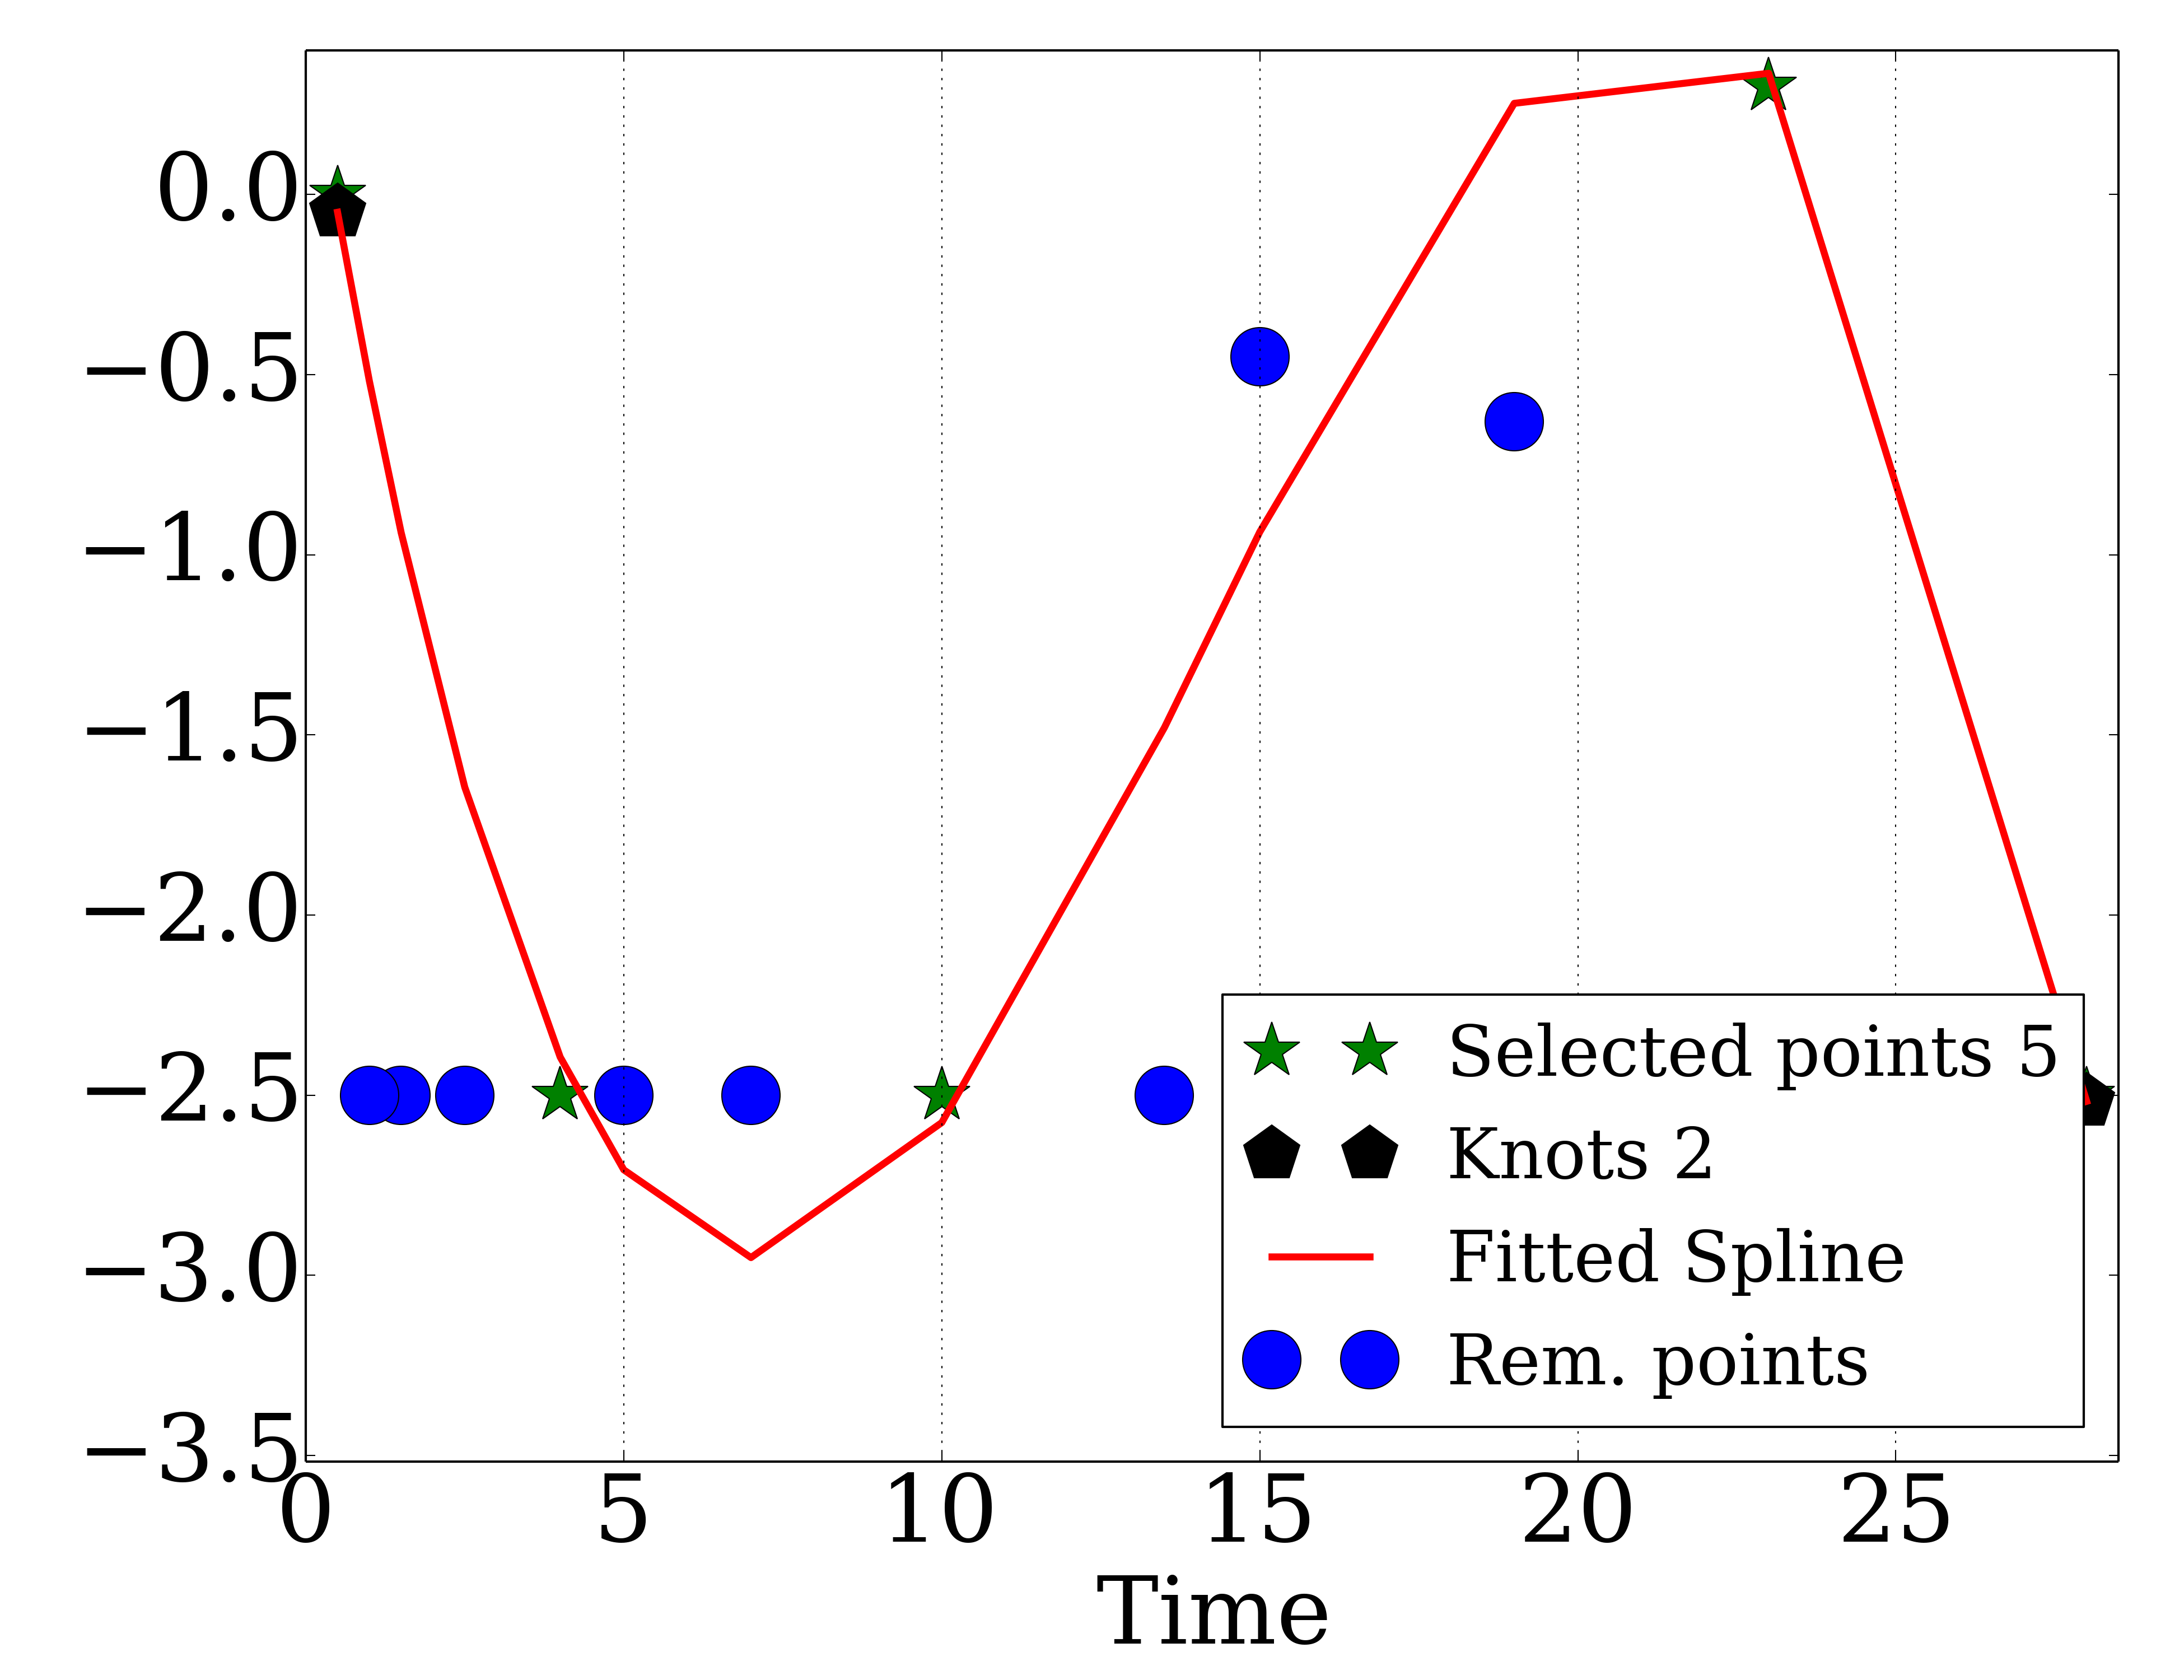 0.0
−0.5
−1.0
−1.5
−2.0
−2.5
−3.0
−3.5
Selected points 5
Knots 2
Fitted Spline
Rem. points
0 5 10 15 20 25
Time